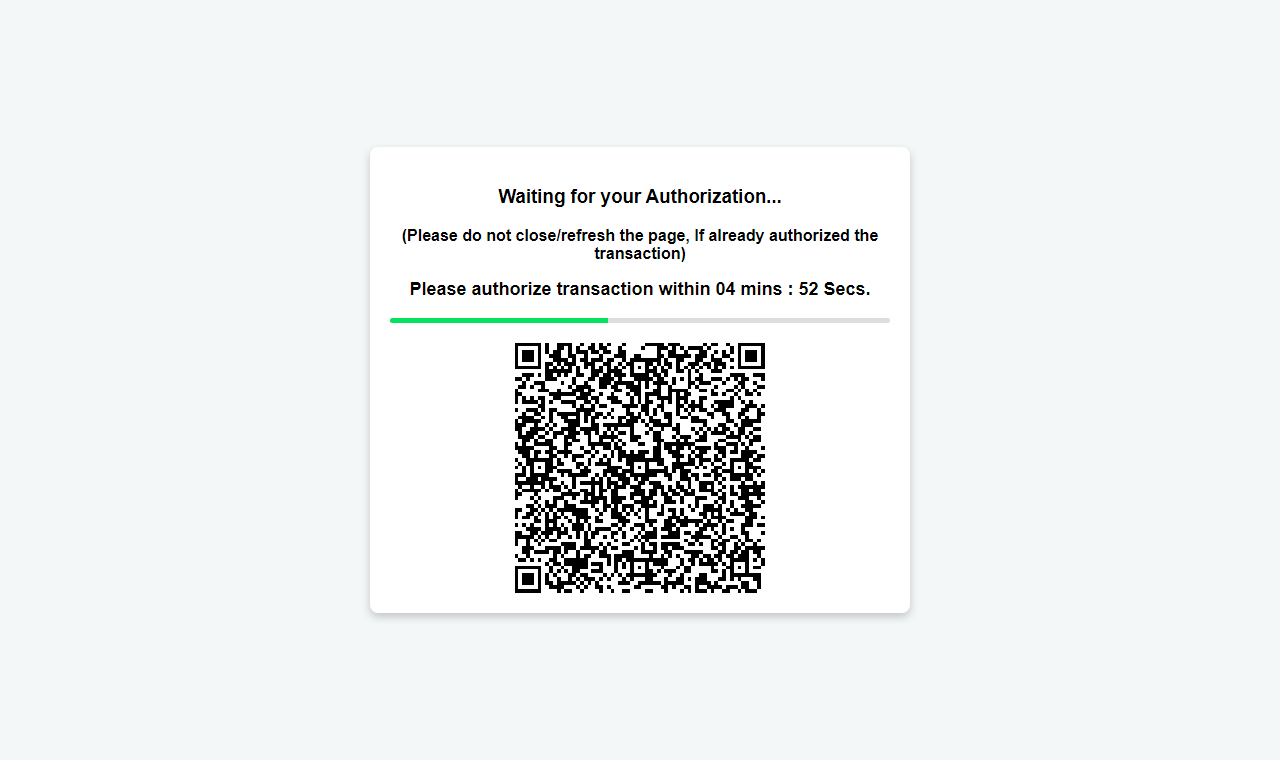 Waiting for your Authorization...
(Please do not close/refresh the page, If already authorized the
transaction)
Please authorize transaction within 04 mins : 52 Secs.